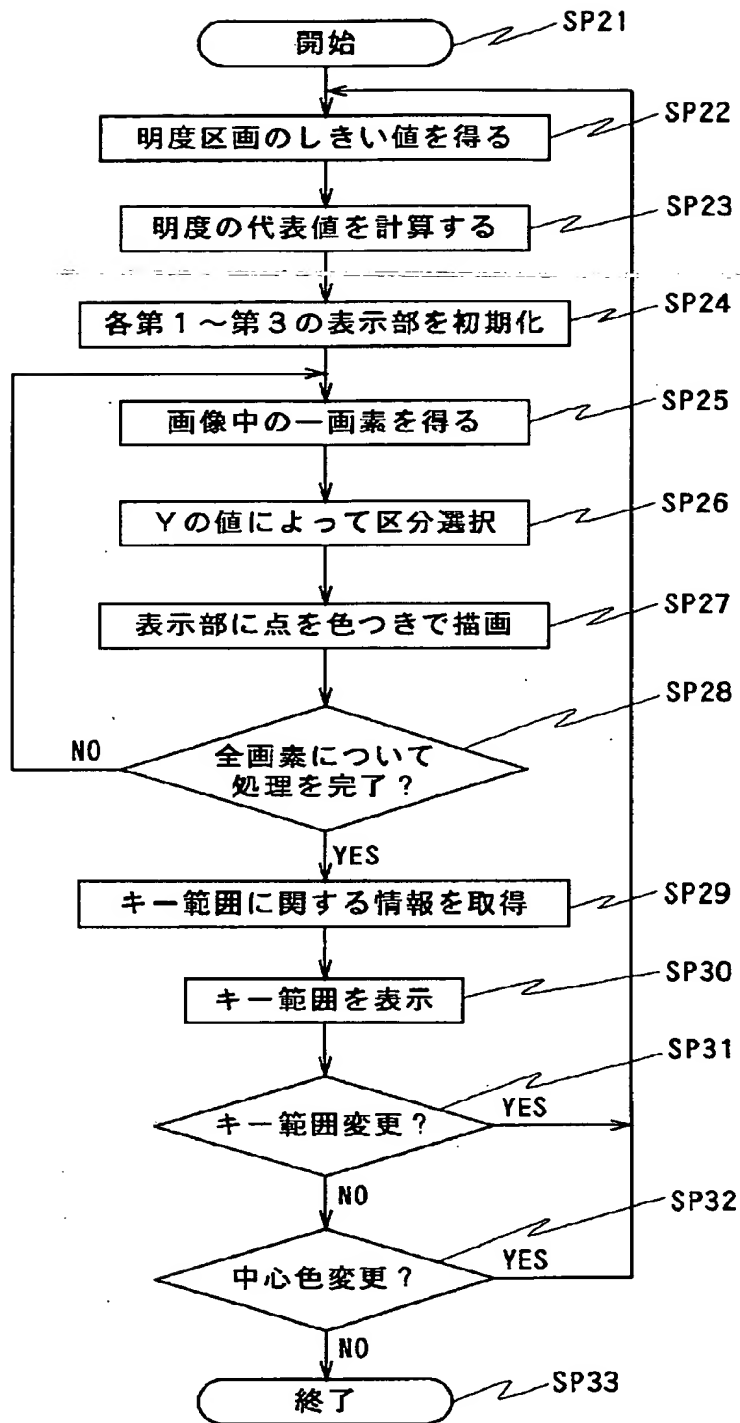 開始
SP21
明度区画のしきい値を得る
SP22
明度の代表値を計算する
SP23
各第1～第3の表示部を初期化
SP24
画像中の一画素を得る
SP25
Yの値によって区分選択
SP26
表示部に点を色つきで描画
SP27
全画素について
処理を完了?
SP28
NO
YES
キー範囲に関する情報を取得
SP29
キー範囲を表示
SP30
キー範囲変更?
SP31
YES
NO
中心色変更?
SP32
YES
NO
終了
SP33